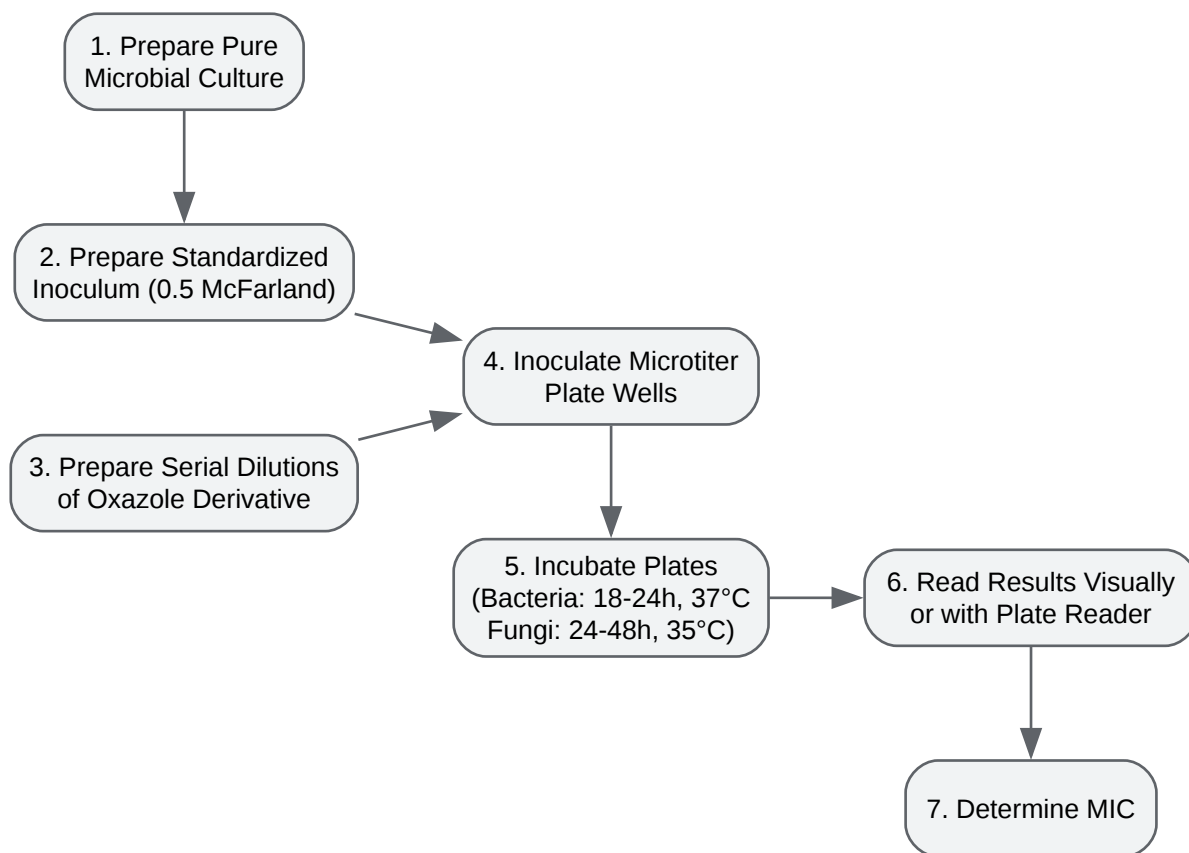 1. Prepare Pure
Microbial Culture
2. Prepare Standardized
Inoculum (0.5 McFarland)
3. Prepare Serial Dilutions
of Oxazole Derivative
4. Inoculate Microtiter
Plate Wells
5. Incubate Plates
(Bacteria: 18-24h, 37°C
Fungi: 24-48h, 35°C)
6. Read Results Visually
or with Plate Reader
7. Determine MIC